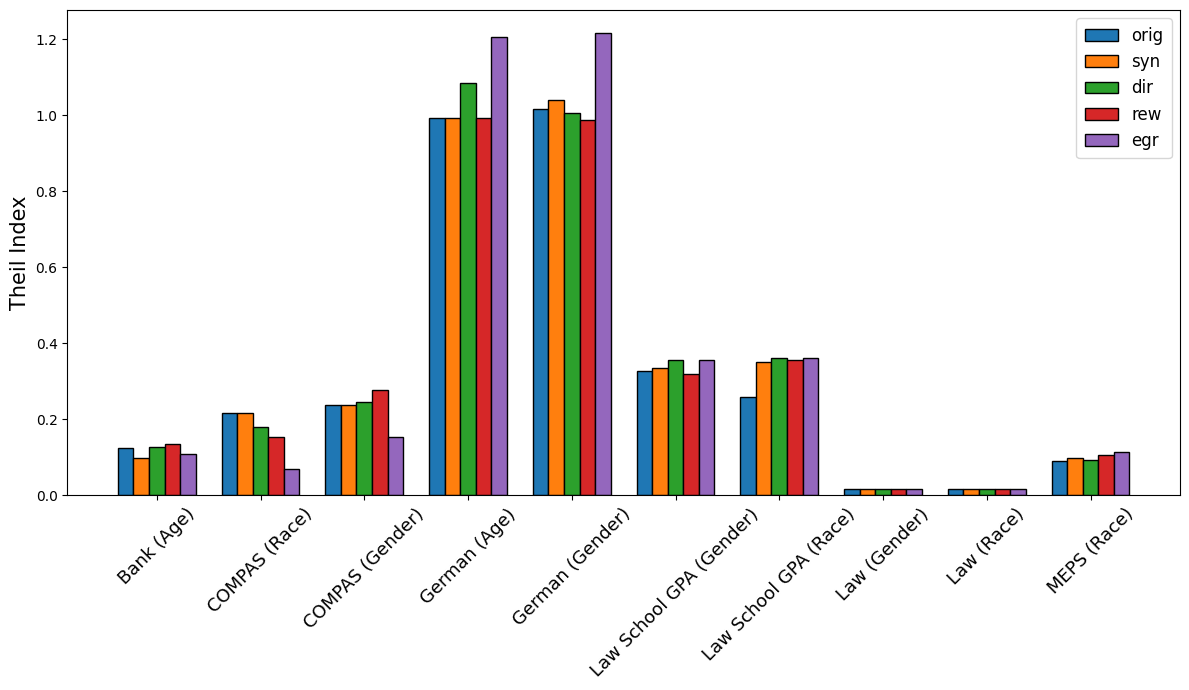 1.2
1.0
0.8
0.6
0.4
0.2
0.0
Theil Index
orig
syn
dir
rew
egr
Bank (Age)
COMPAS (Race)
COMPAS (Gender)
German (Age)
German (Gender)
Law School GPA (Gender)
Law School GPA (Race)
Law (Gender)
Law (Race)
MEPS (Race)